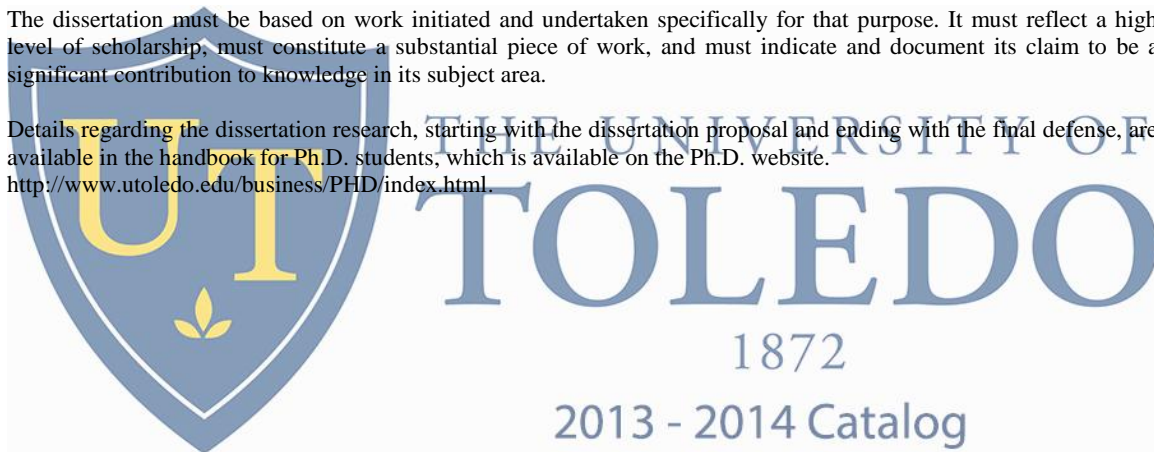 The dissertation must be based on work initiated and undertaken specifically for that purpose. It must reflect a high
level of scholarship, must constitute a substantial piece of work, and must indicate and document its claim to be a
significant contribution to knowledge in its subject area.
Details regarding the dissertation research, starting with the dissertation proposal and ending with the final defense, are
available in the handbook for Ph.D. students, which is available on the Ph.D. website.
http://www.utoledo.edu/business/PHD/index.html.
UT
THE UNIVERSITY OF
TOLEDO
1872
2013 - 2014 Catalog